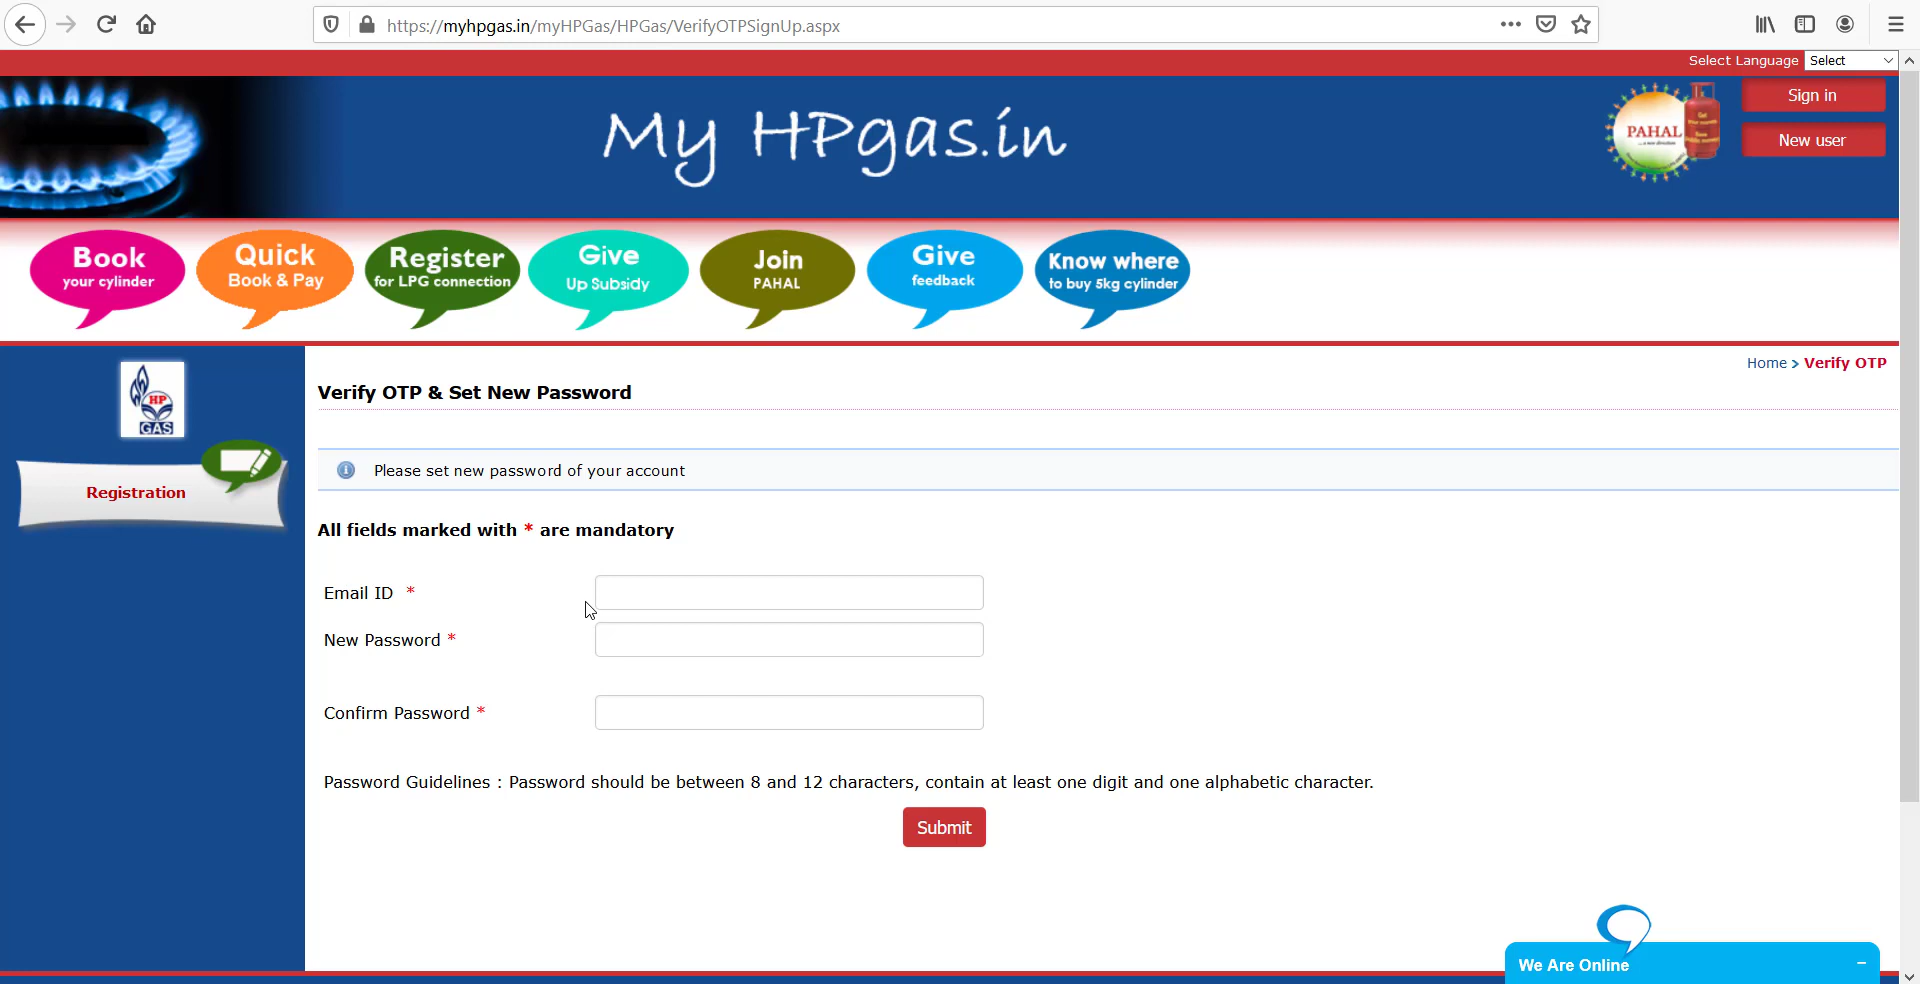 https://myhpgas.in/myHPGas/HPGas/VerifyOTPSignUp.aspx
Select Language Select
My HPgas.in
PAHAL
Sign in
New user
Book
your cylinder
Quick
Book & Pay
Register
for LPG connection
Give
Up Subsidy
Join
PAHAL
Give
feedback
Know where
to buy 5kg cylinder
HP
GAS
Registration
Home > Verify OTP
Verify OTP & Set New Password
Please set new password of your account
All fields marked with * are mandatory
Email ID *
New Password *
Confirm Password *
Password Guidelines : Password should be between 8 and 12 characters, contain at least one digit and one alphabetic character.
Submit
We Are Online